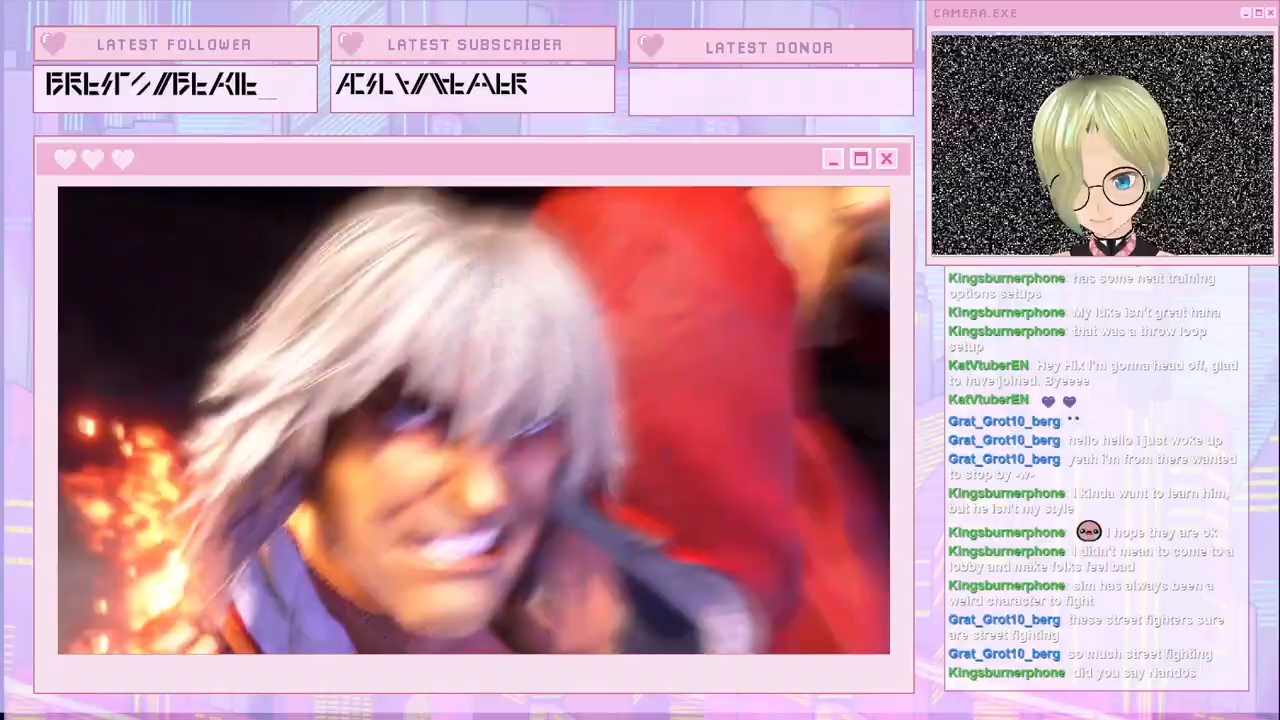 CAMERA.EXE
LATEST FOLLOWER
LATEST SUBSCRIBER
LATEST DONOR
Kingsburnerphone has some neat training
options setups
Kingsburnerphone My luke isn't great haha
Kingsburnerphone that was a throw loop
setup
KatVtuberEN Hey Hix I'm gonna head off, glad
to have joined. Byeeee
KatVtuberEN
Grat_Grot10_berg ^^
Grat_Grot10_berg hello hello i just woke up
Grat_Grot10_berg yeah i'm from there wanted
to stop by -w-
Kingsburnerphone I kinda want to learn him,
but he isn't my style
Kingsburnerphone I hope they are ok
Kingsburnerphone I didn't mean to come to a
lobby and make folks feel bad
Kingsburnerphone sim has always been a
weird character to fight
Grat_Grot10_berg these street fighters sure
are street fighting
Grat_Grot10_berg so much street fighting
Kingsburnerphone did you say Nandos